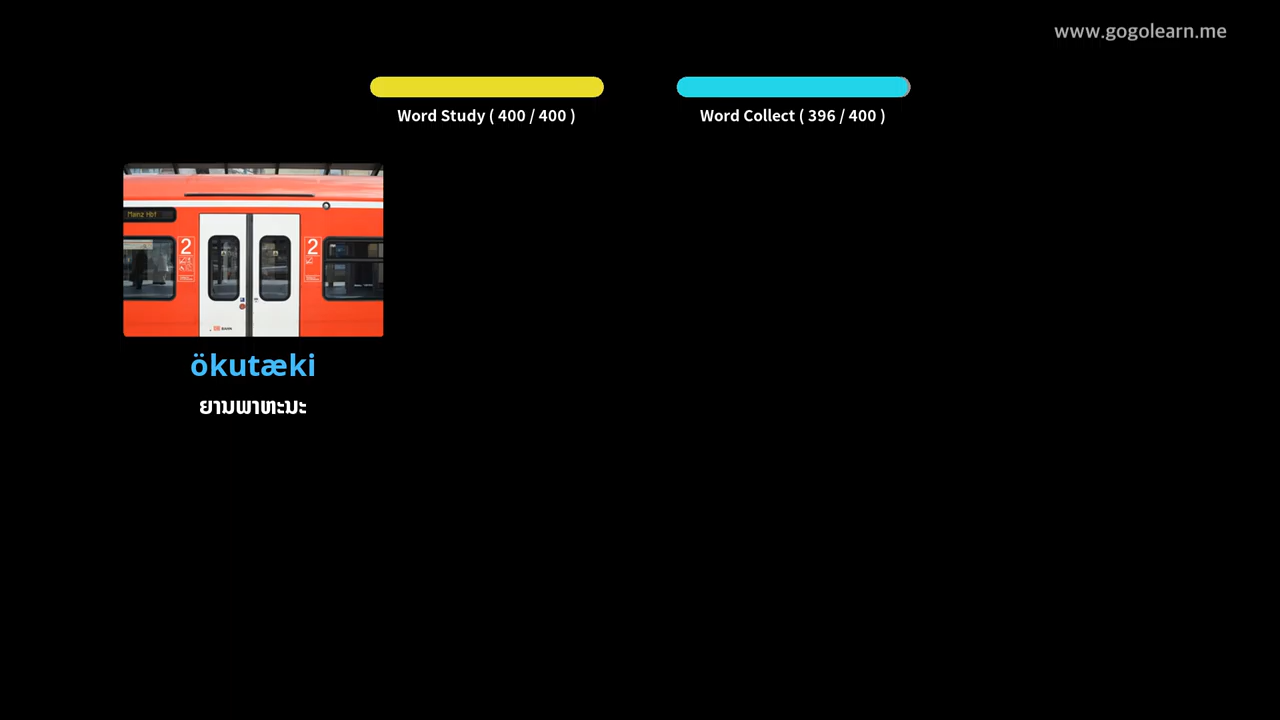 www.gogolearn.me
Word Study ( 400 / 400 )
Word Collect ( 396 / 400 )
Mainz Hbf
2
2
ökutæki
ຍານພາຫະນະ